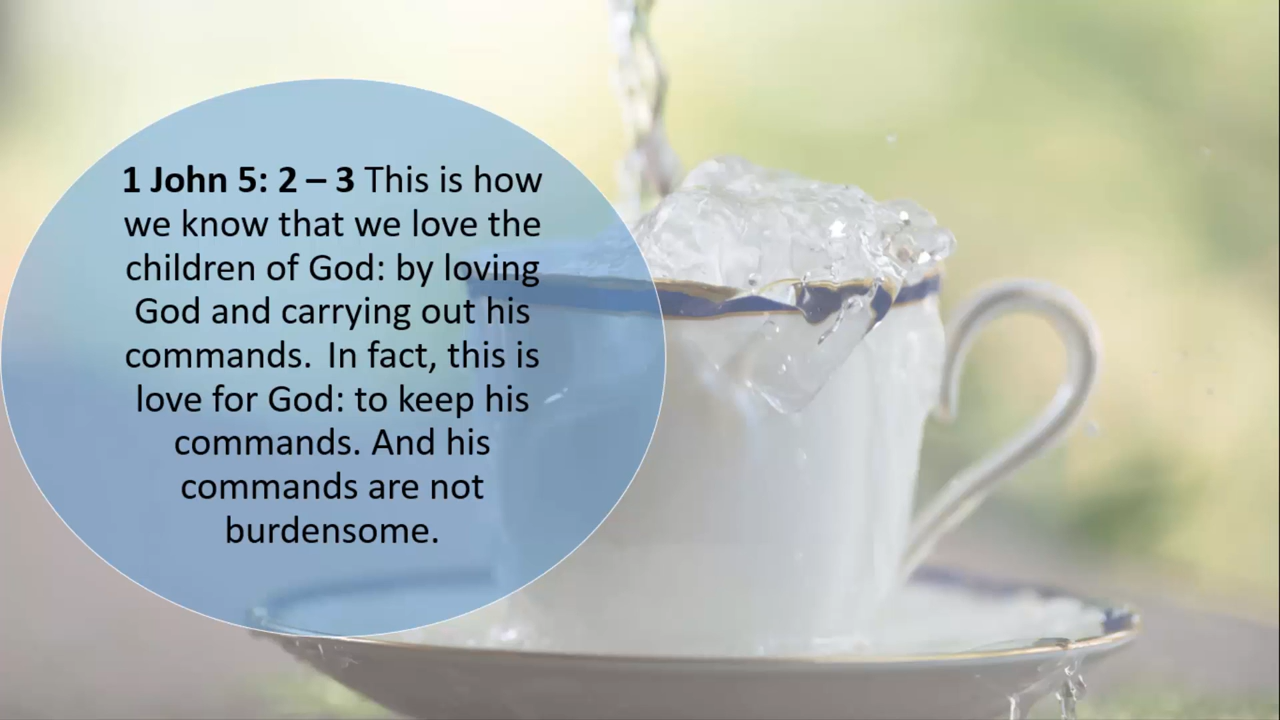 1 John 5: 2 – 3 This is how
we know that we love the
children of God: by loving
God and carrying out his
commands. In fact, this is
love for God: to keep his
commands. And his
commands are not
burdensome.